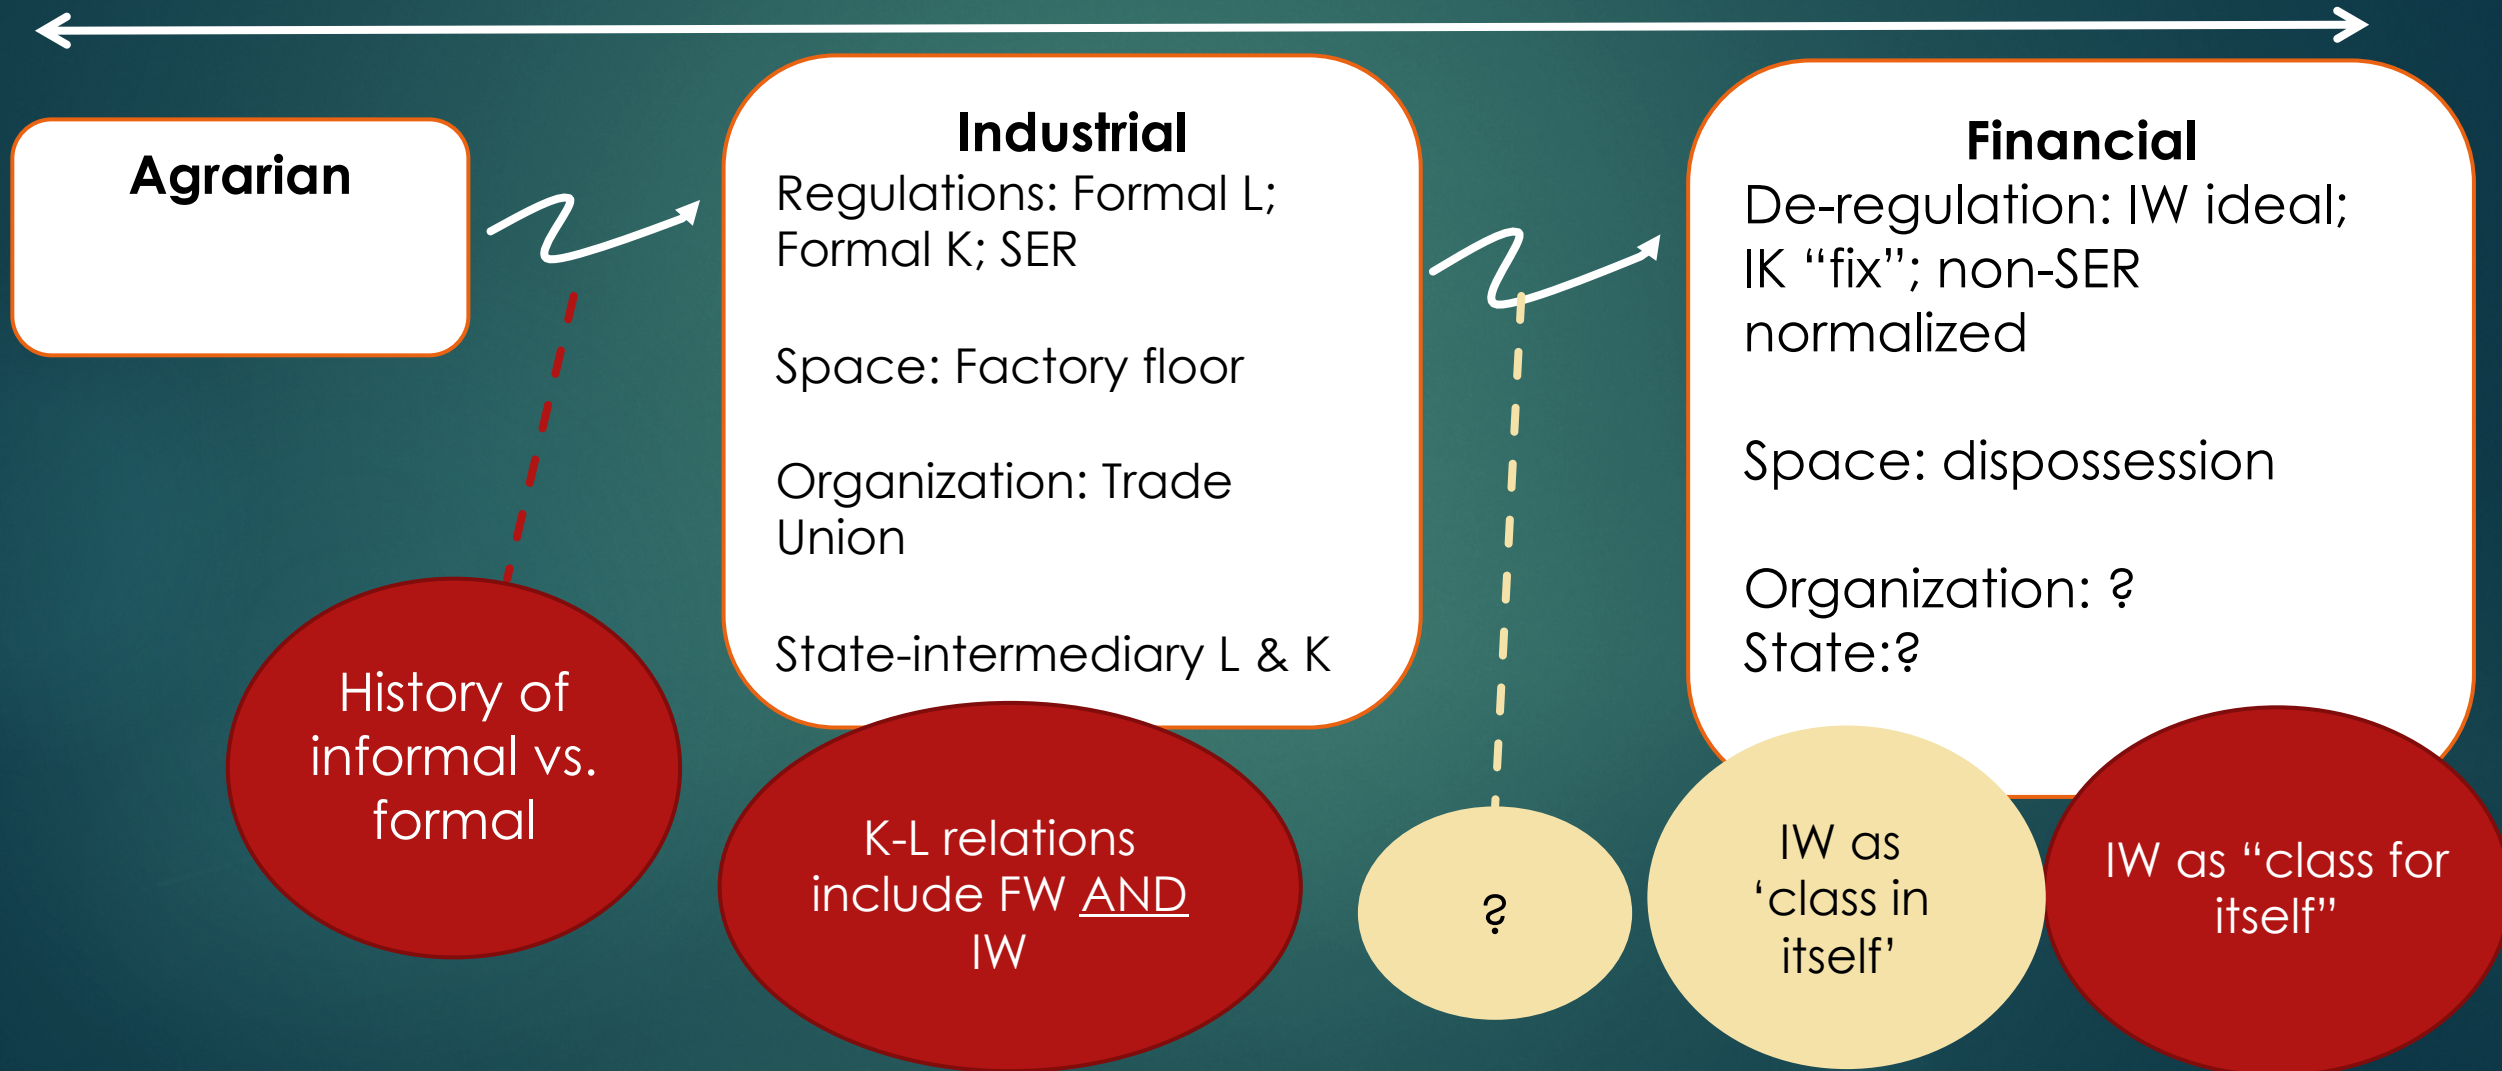 Agrarian
Industrial
Regulations: Formal L;
Formal K; SER
Space: Factory floor
Organization: Trade
Union
State-intermediary L & K
Financial
De-regulation: IW ideal;
IK “fix”; non-SER
normalized
Space: dispossession
Organization: ?
State:?
History of
informal vs.
formal
K-L relations
include FW AND
IW
?
IW as
‘class in
itself’
IW as “class for
itself”